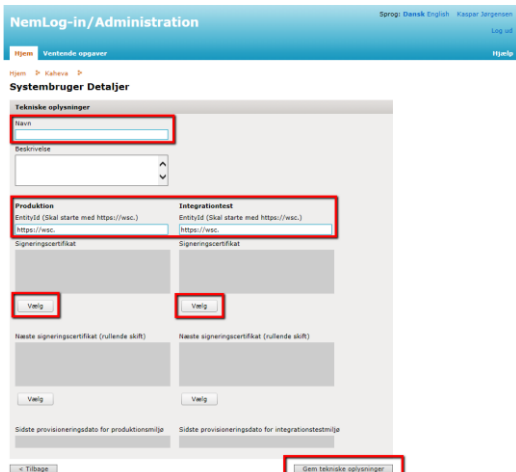 NemLog-in/Administration
Sprog: Dansk English Kaspar Jørgensen
Log ud
Hjem Ventende opgaver Hjælp
Hjem Kaheva
Systembruger Detaljer
Tekniske oplysninger
Navn
Beskrivelse
Produktion Integrationtest
EntityId (Skal starte med https://wsc.) EntityId (Skal starte med https://wsc.)
https://wsc. https://wsc.
Signeringscertifikat Signeringscertifikat
Vælg Vælg
Næste signeringscertifikat (rullende skift) Næste signeringscertifikat (rullende skift)
Vælg Vælg
Sidste provisioneringsdato for produktionsmiljø Sidste provisioneringsdato for integrationstestmiljø
< Tilbage Gem tekniske oplysninger